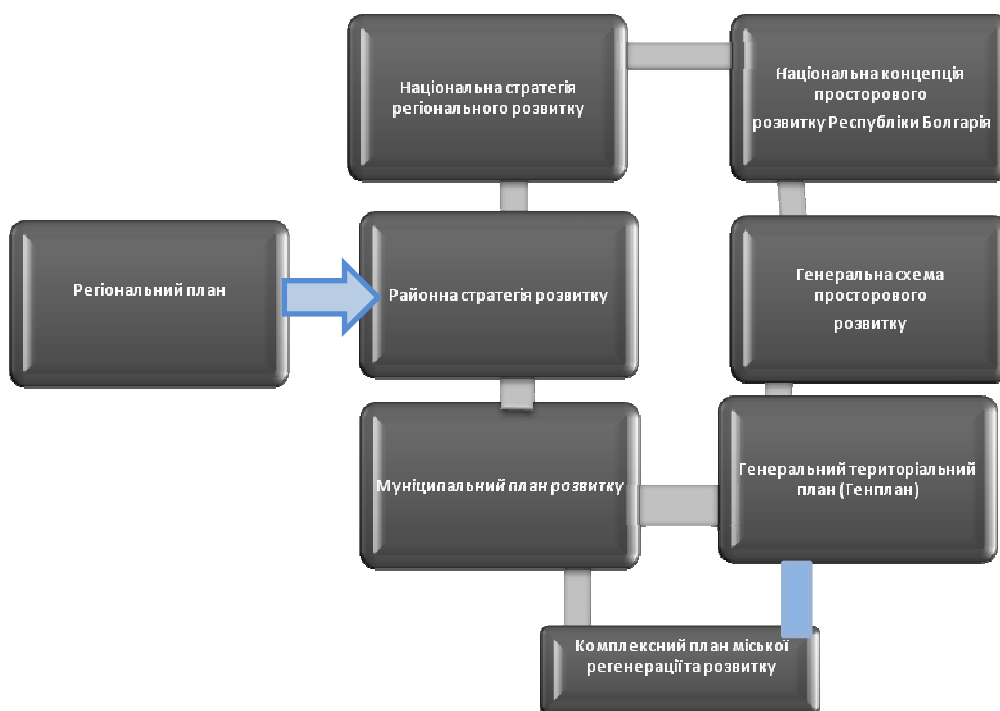 Національна стратегія
регіонального розвитку
Національна концепція
просторового
розвитку Республіки Болгарія
Регіональний план
Районна стратегія розвитку
Генеральна схема
просторового
розвитку
Муніципальний план розвитку
Генеральний територіальний
план (Тенплан)
Комплексний план міської
регенераціїта розвитку